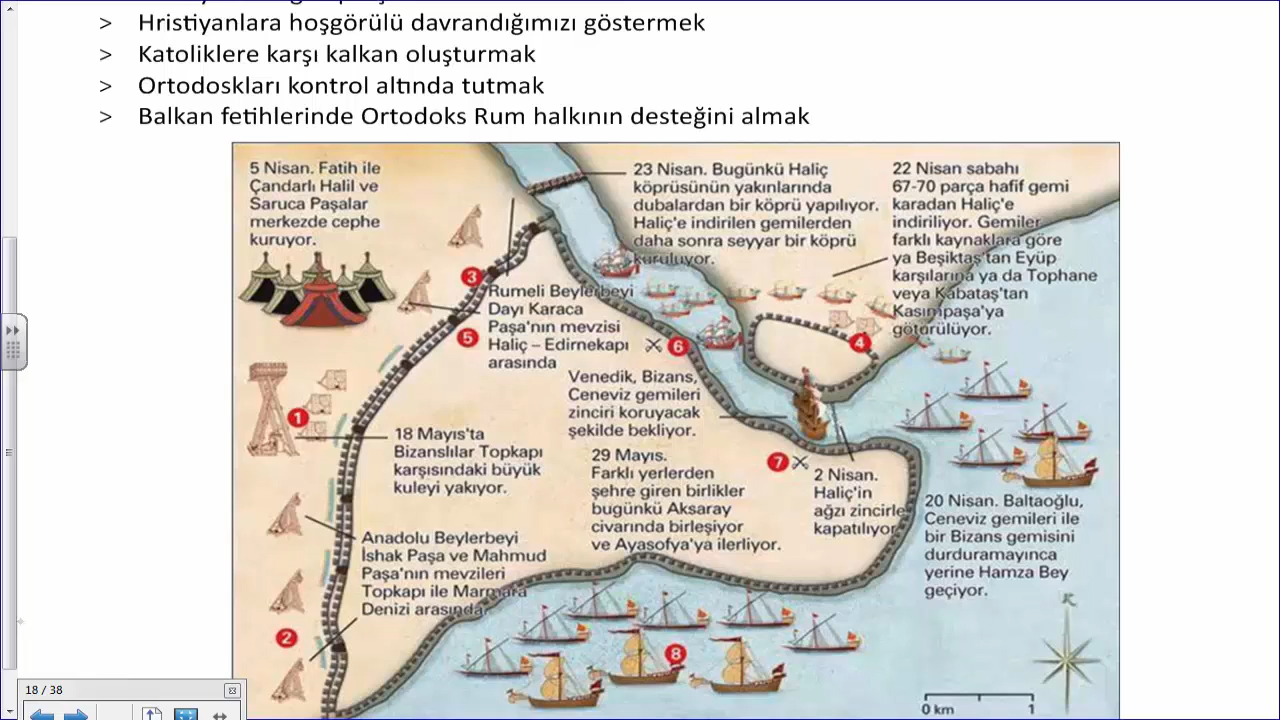 > Hristiyanlara hoşgörülü davrandığımızı göstermek
> Katoliklere karşı kalkan oluşturmak
> Ortodoskları kontrol altında tutmak
> Balkan fetihlerinde Ortodoks Rum halkının desteğini almak
5 Nisan. Fatih ile
Çandarlı Halil ve
Saruca Paşalar
merkezde cephe
kuruyor.
23 Nisan. Bugünkü Haliç
köprüsünün yakınlarında
dubalardan bir köprü yapılıyor.
Haliç'e indirilen gemilerden
daha sonra seyyar bir köprü
kuruluyor.
22 Nisan sabahı
67-70 parça hafif gemi
karadan Haliç'e
indiriliyor. Gemiler
farklı kaynaklara göre
ya Beşiktaş'tan Eyüp
karşılarına ya da Tophane
veya Kabataş'tan
Kasımpaşa'ya
götürülüyor.
3
Rumeli Beylerbeyi
Dayı Karaca
Paşa'nın mevzisi
Haliç – Edirnekapı
arasında
5
6
4
Venedik, Bizans,
Ceneviz gemileri
zinciri koruyacak
şekilde bekliyor.
1
18 Mayıs'ta
Bizanslılar Topkapı
karşısındaki büyük
kuleyi yakıyor.
29 Mayıs.
Farklı yerlerden
şehre giren birlikler
bugünkü Aksaray
civarında birleşiyor
ve Ayasofya'ya ilerliyor.
7
2 Nisan.
Haliç'in
ağzı zincirle
kapatılıyor.
20 Nisan. Baltaoğlu,
Ceneviz gemileri ile
bir Bizans gemisini
durduramayınca
yerine Hamza Bey
geçiyor.
Anadolu Beylerbeyi
İshak Paşa ve Mahmud
Paşa'nın mevzileri
Topkapı ile Marmara
Denizi arasında.
2
8
K
0 km 1
18 / 38